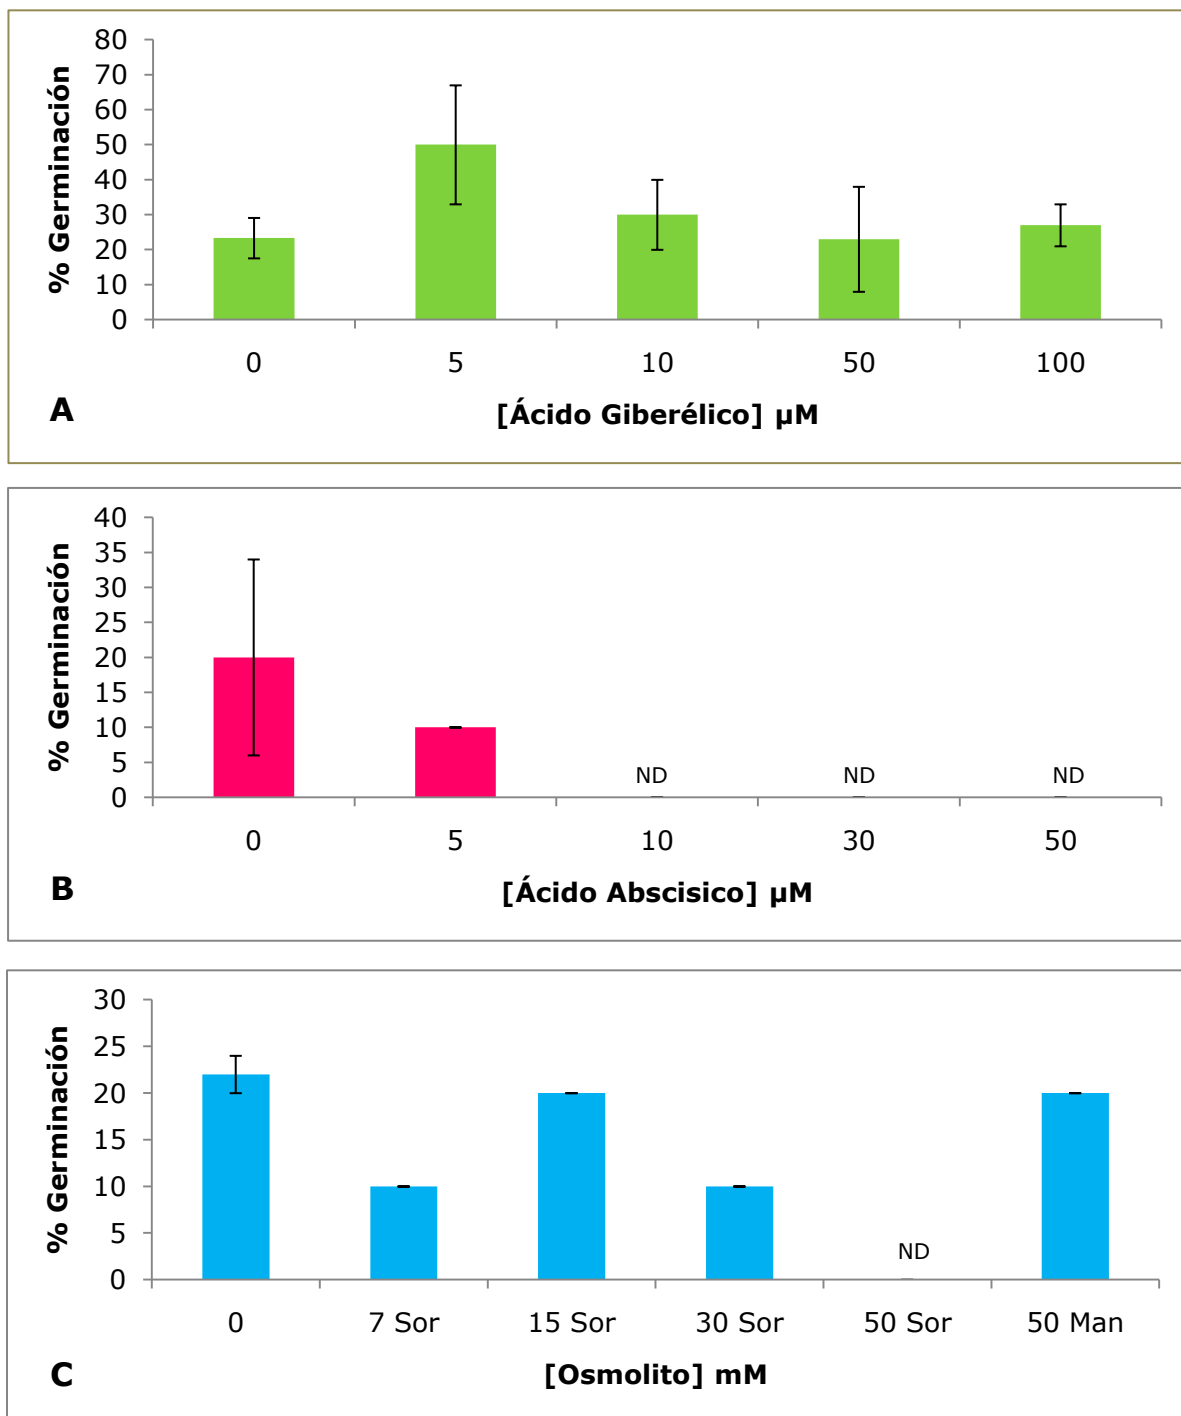 80
70
60
50
40
30
20
10
0
% Germinación
0 5 10 50 100
A
[Ácido Giberélico] µM
40
35
30
25
20
15
10
5
0
% Germinación
ND ND ND
0 5 10 30 50
B
[Ácido Abscisico] µM
30
25
20
15
10
5
0
% Germinación
ND
0 7 Sor 15 Sor 30 Sor 50 Sor 50 Man
C
[Osmolito] mM